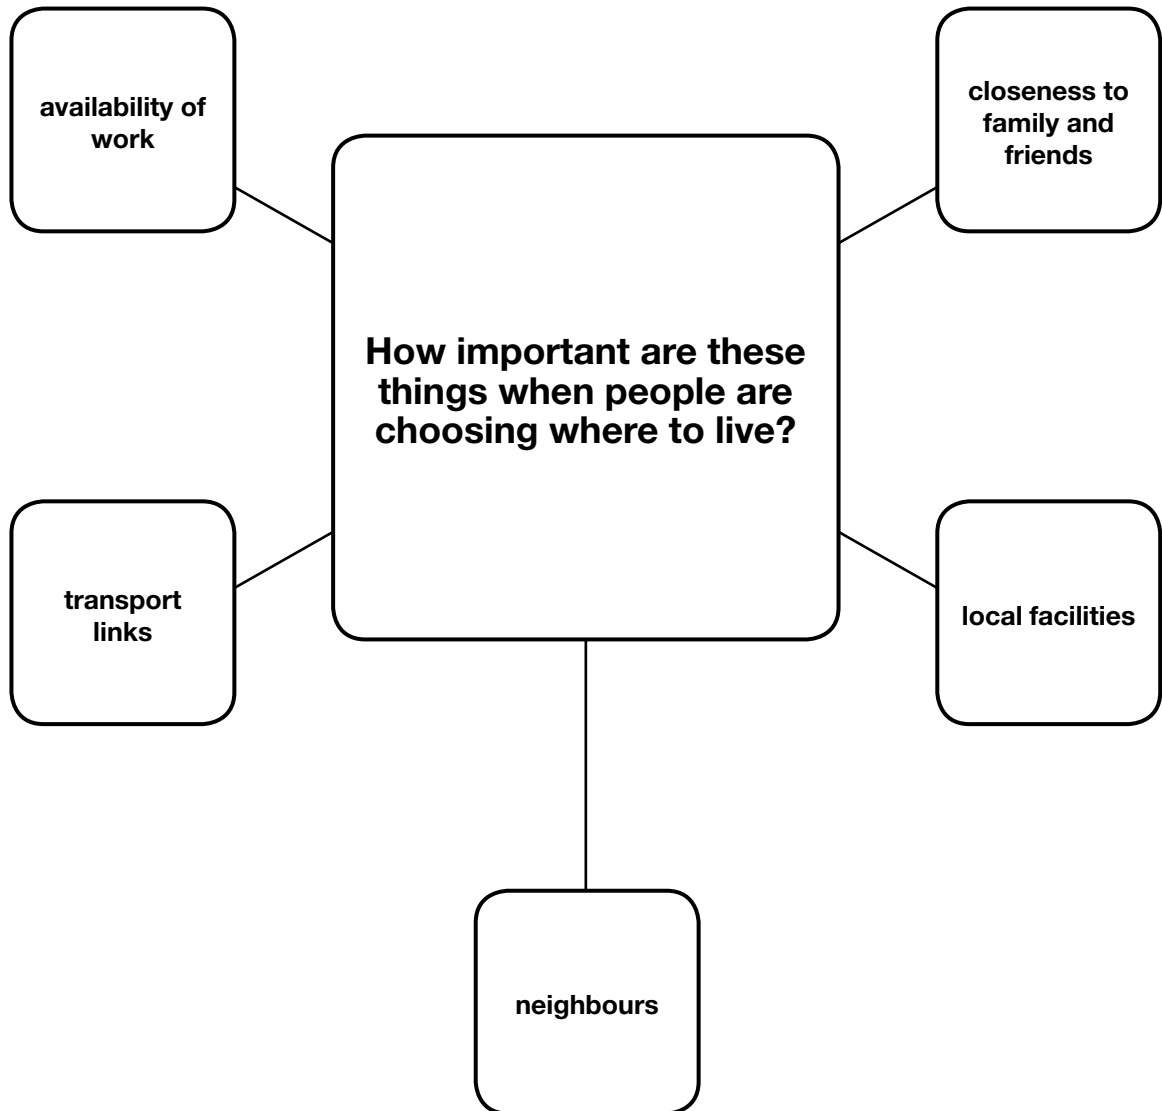 availability of
work
closeness to
family and
friends
How important are these
things when people are
choosing where to live?
transport
links
local facilities
neighbours